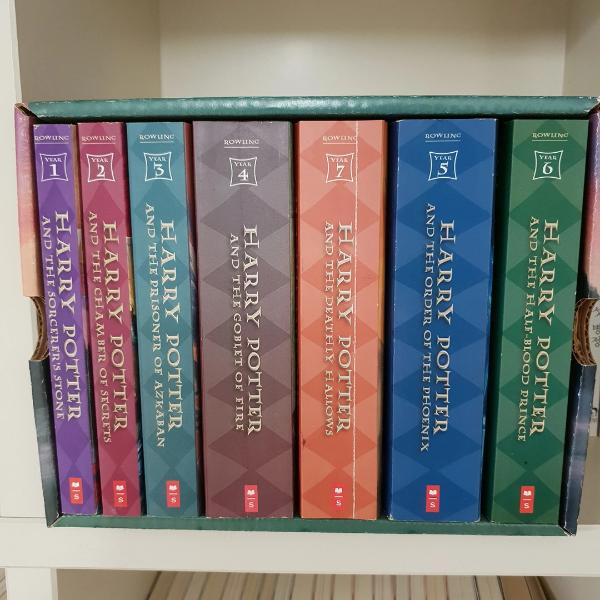 ROWLING
YEAR
1
HARRY POTTER
AND THE SORCERER'S STONE
S
ROWLING
YEAR
2
HARRY POTTER
AND THE CHAMBER OF SECRETS
S
ROWLING
YEAR
3
HARRY POTTER
AND THE PRISONER OF AZKABAN
S
ROWLING
YEAR
4
HARRY POTTER
AND THE GOBLET OF FIRE
S
ROWLING
YEAR
7
HARRY POTTER
AND THE DEATHLY HALLOWS
S
ROWLING
YEAR
5
HARRY POTTER
AND THE ORDER OF THE PHOENIX
S
ROWLING
YEAR
6
HARRY POTTER
AND THE HALF-BLOOD PRINCE
S